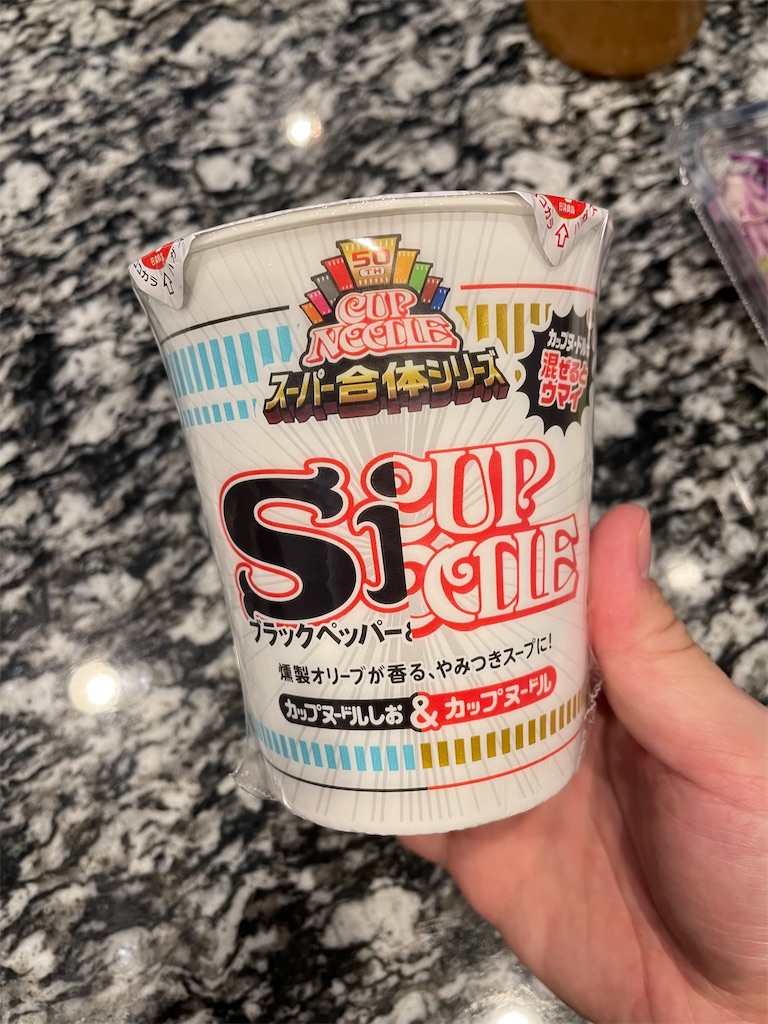 50
TH
CUP
NOODLE
スーパー合体シリーズ
カップヌードルと
混ぜると
ウマイ
Si CUP
NOODLE
ブラックペッパー&
燻製オリーブが香る、やみつきスープに!
カップヌードルしお & カップヌードル